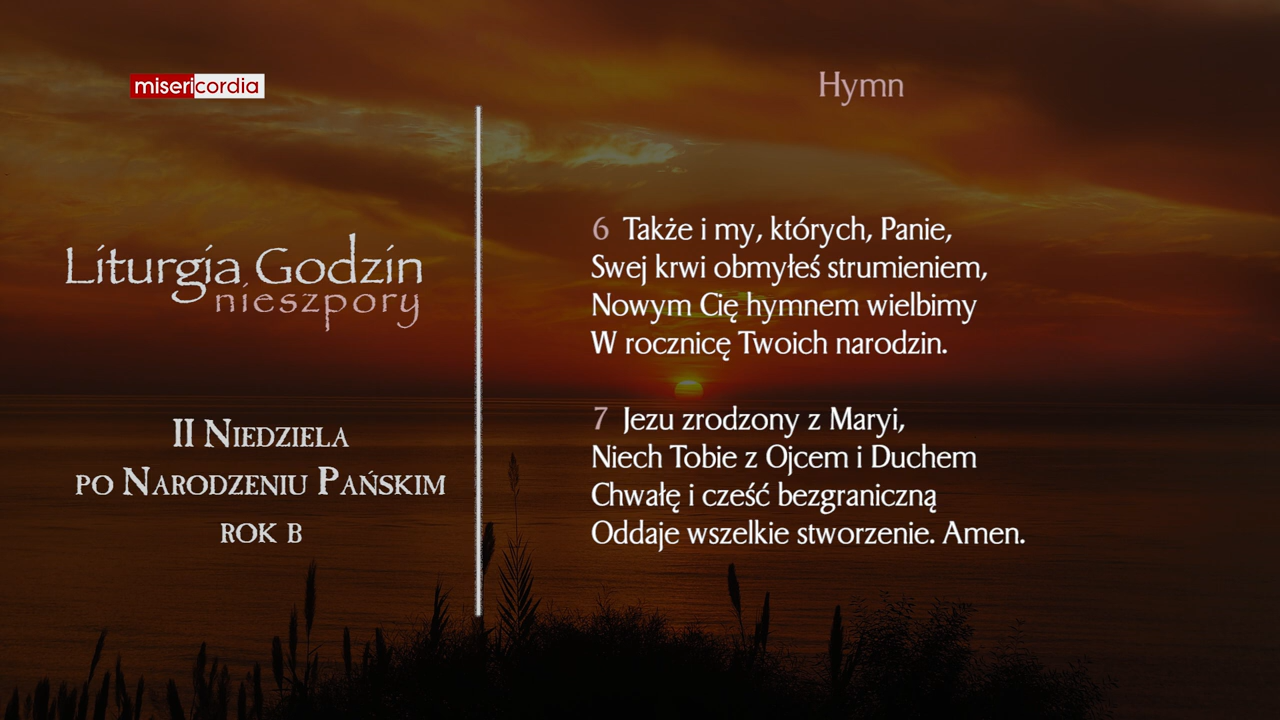 misericordia
Liturgia Godzin
nieszpory
II Niedziela
po Narodzeniu Pańskim
rok B
Hymn
6 Także i my, których, Panie,
Swej krwi obmyłeś strumieniem,
Nowym Cię hymnem wielbimy
W rocznicę Twoich narodzin.
7 Jezu zrodzony z Maryi,
Niech Tobie z Ojcem i Duchem
Chwałę i cześć bezgraniczną
Oddaje wszelkie stworzenie. Amen.